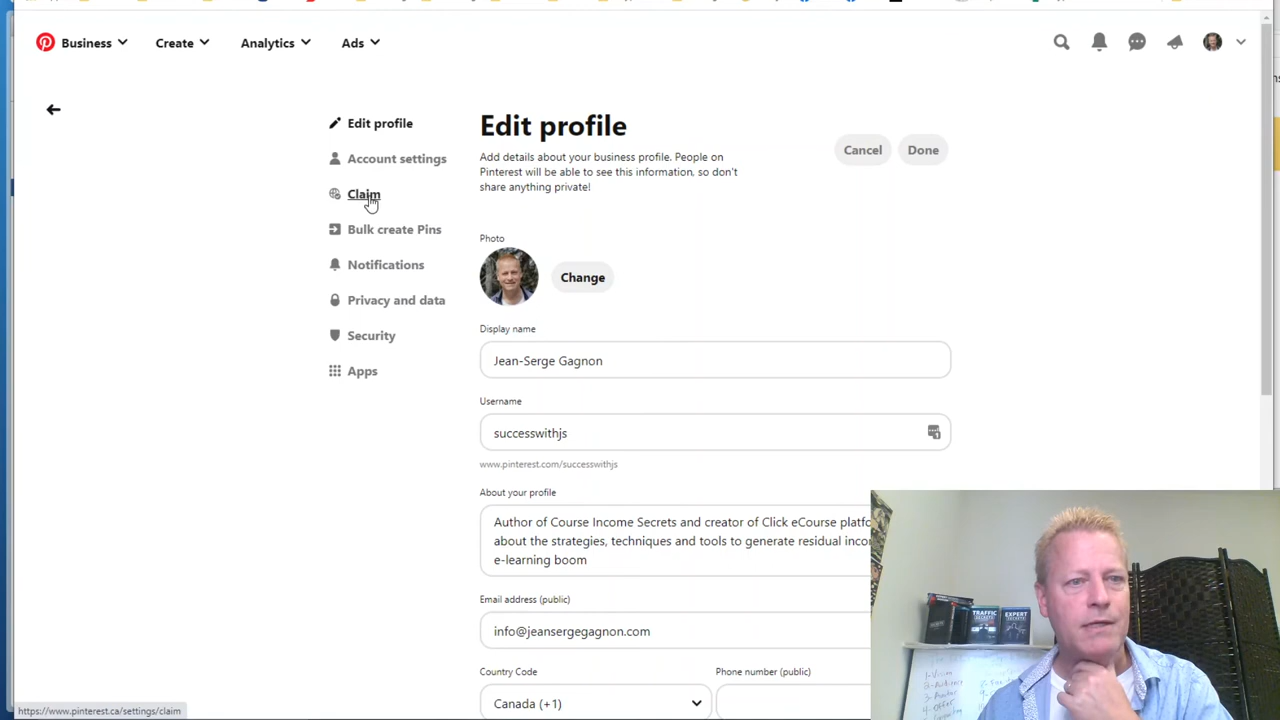 Business
Create
Analytics
Ads
Edit profile
Account settings
Claim
Bulk create Pins
Notifications
Privacy and data
Security
Apps
Edit profile
Cancel
Done
Add details about your business profile. People on
Pinterest will be able to see this information, so don't
share anything private!
Photo
Change
Display name
Jean-Serge Gagnon
Username
successwithjs
www.pinterest.com/successwithjs
About your profile
Author of Course Income Secrets and creator of Click eCourse platfo
about the strategies, techniques and tools to generate residual inco
e-learning boom
Email address (public)
info@jeansergegagnon.com
Country Code
Phone number (public)
Canada (+1)
https://www.pinterest.ca/settings/claim
TRAFFIC
SECRETS
EXPERT
SECRETS